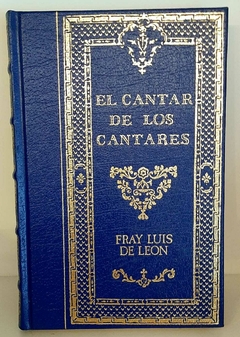 EL CANTAR
DE LOS
CANTARES
FRAY LUIS
DE LEON